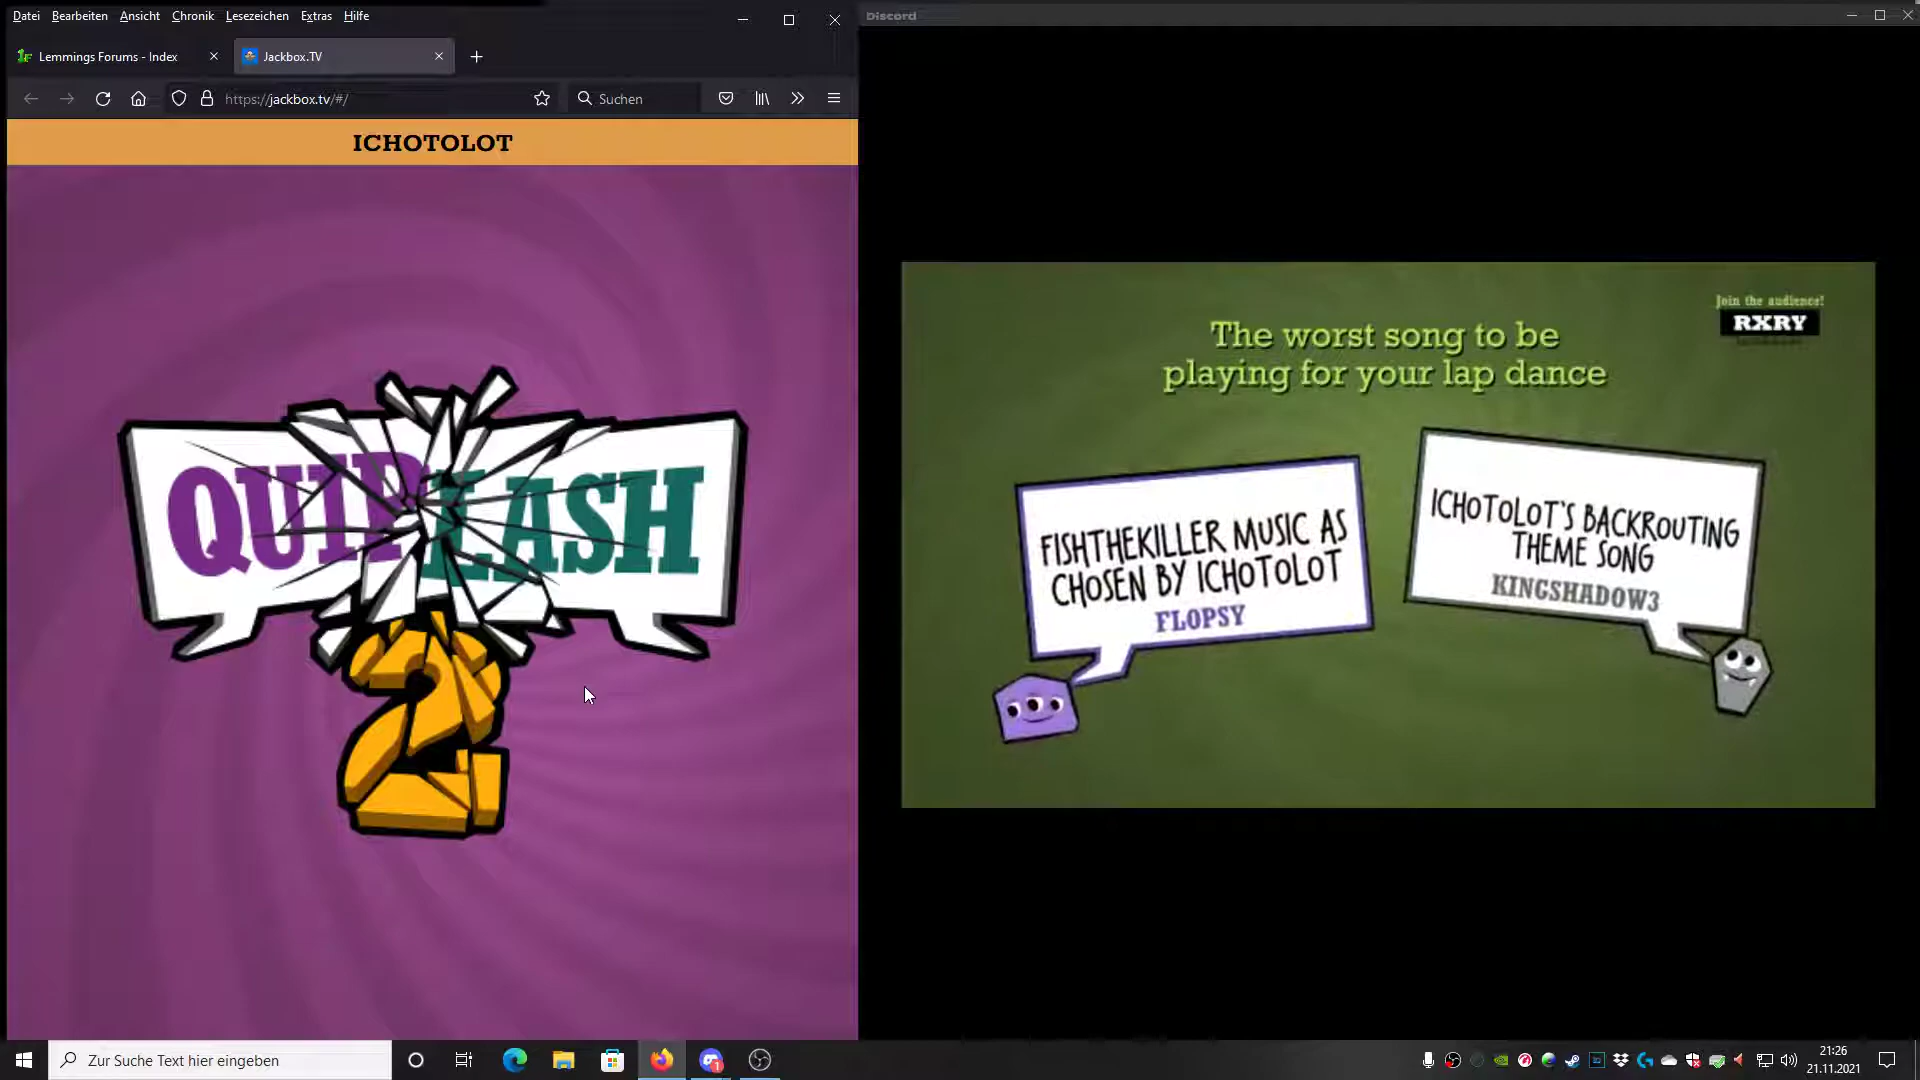 Datei Bearbeiten Ansicht Chronik Lesezeichen Extras Hilfe
Discord
Lemmings Forums - Index
Jackbox.TV
https://jackbox.tv/#/
Suchen
ICHOTOLOT
QUIPLASH
2
Join the audience!
RXRY
The worst song to be
playing for your lap dance
FISHTHEKILLER MUSIC AS
CHOSEN BY ICHOTOLOT
FLOPSY
ICHOTOLOT'S BACKROUTING
THEME SONG
KINGSHADOW3
Zur Suche Text hier eingeben
1
21:26
21.11.2021